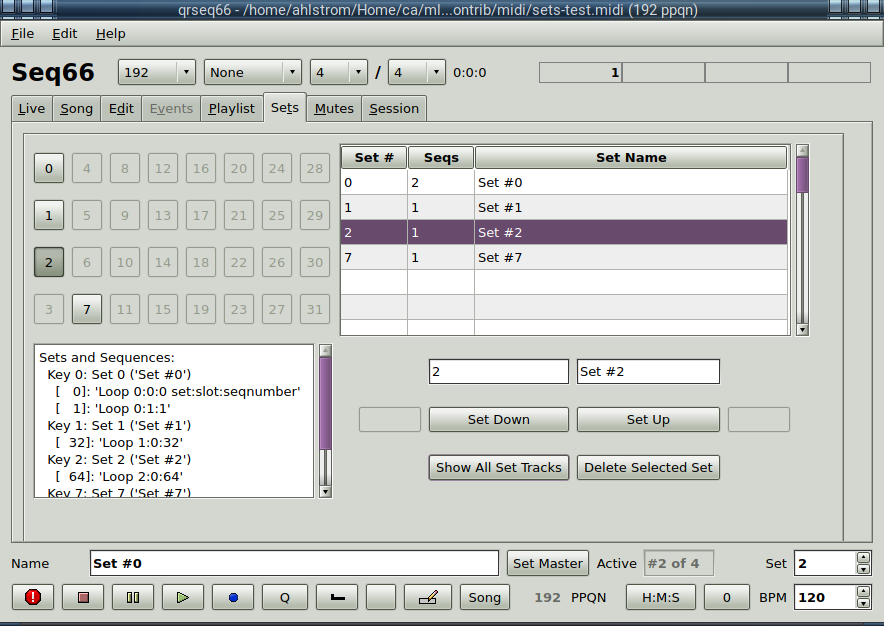 qrseq66 - /home/ahlstrom/Home/ca/ml...ontrib/midi/sets-test.midi (192 ppqn)
File Edit Help
Seq66 192 None 4 / 4 0:0:0 1
Live Song Edit Events Playlist Sets Mutes Session
0 4 8 12 16 20 24 28
1 5 9 13 17 21 25 29
2 6 10 14 18 22 26 30
3 7 11 15 19 23 27 31
Set # Seqs Set Name
0 2 Set #0
1 1 Set #1
2 1 Set #2
7 1 Set #7
Sets and Sequences:
Key 0: Set 0 ('Set #0')
[ 0]: 'Loop 0:0:0 set:slot:seqnumber'
[ 1]: 'Loop 0:1:1'
Key 1: Set 1 ('Set #1')
[ 32]: 'Loop 1:0:32'
Key 2: Set 2 ('Set #2')
[ 64]: 'Loop 2:0:64'
Key 7: Set 7 ('Set #7')
2 Set #2
Set Down Set Up
Show All Set Tracks Delete Selected Set
Name Set #0 Set Master Active #2 of 4 Set 2
Q Song 192 PPQN H:M:S 0 BPM 120